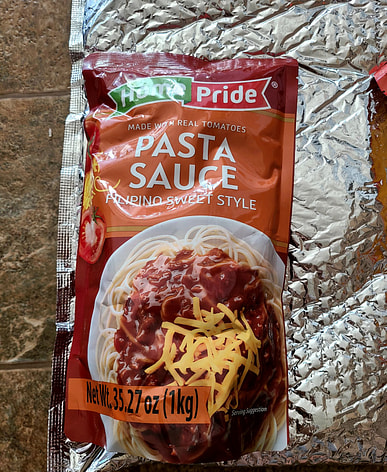 Home Pride®
MADE WITH REAL TOMATOES
PASTA
SAUCE
FILIPINO SWEET STYLE
Net Wt. 35.27 oz (1kg)
Serving Suggestion